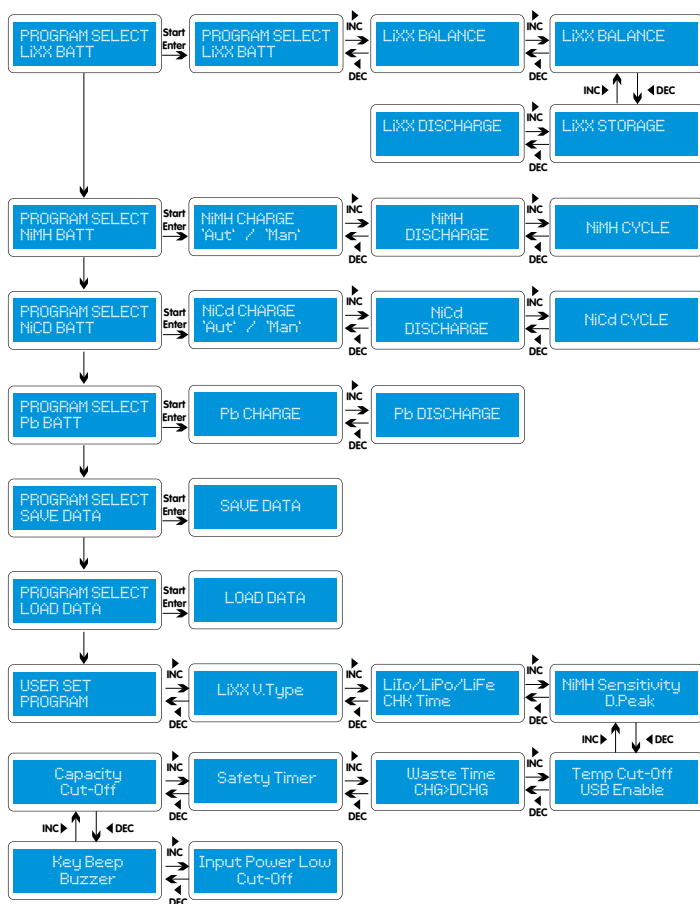 PROGRAM SELECT
LiXX BATT
Start
Enter
PROGRAM SELECT
LiXX BATT
INC
DEC
LiXX BALANCE
INC
DEC
LiXX BALANCE
INC
DEC
LiXX DISCHARGE
INC
DEC
LiXX STORAGE
PROGRAM SELECT
NiMH BATT
Start
Enter
NiMH CHARGE
'Aut' / 'Man'
INC
DEC
NiMH
DISCHARGE
INC
DEC
NiMH CYCLE
PROGRAM SELECT
NiCD BATT
Start
Enter
NiCd CHARGE
'Aut' / 'Man'
INC
DEC
NiCd
DISCHARGE
INC
DEC
NiCd CYCLE
PROGRAM SELECT
Pb BATT
Start
Enter
Pb CHARGE
INC
DEC
Pb DISCHARGE
PROGRAM SELECT
SAVE DATA
Start
Enter
SAVE DATA
PROGRAM SELECT
LOAD DATA
Start
Enter
LOAD DATA
USER SET
PROGRAM
INC
DEC
LiXX V.Type
INC
DEC
LiIo/LiPo/LiFe
CHK Time
INC
DEC
NiMH Sensitivity
D.Peak
INC
DEC
Capacity
Cut-Off
INC
DEC
Safety Timer
INC
DEC
Waste Time
CHG>DCHG
INC
DEC
Temp Cut-Off
USB Enable
INC
DEC
Key Beep
Buzzer
INC
DEC
Input Power Low
Cut-Off